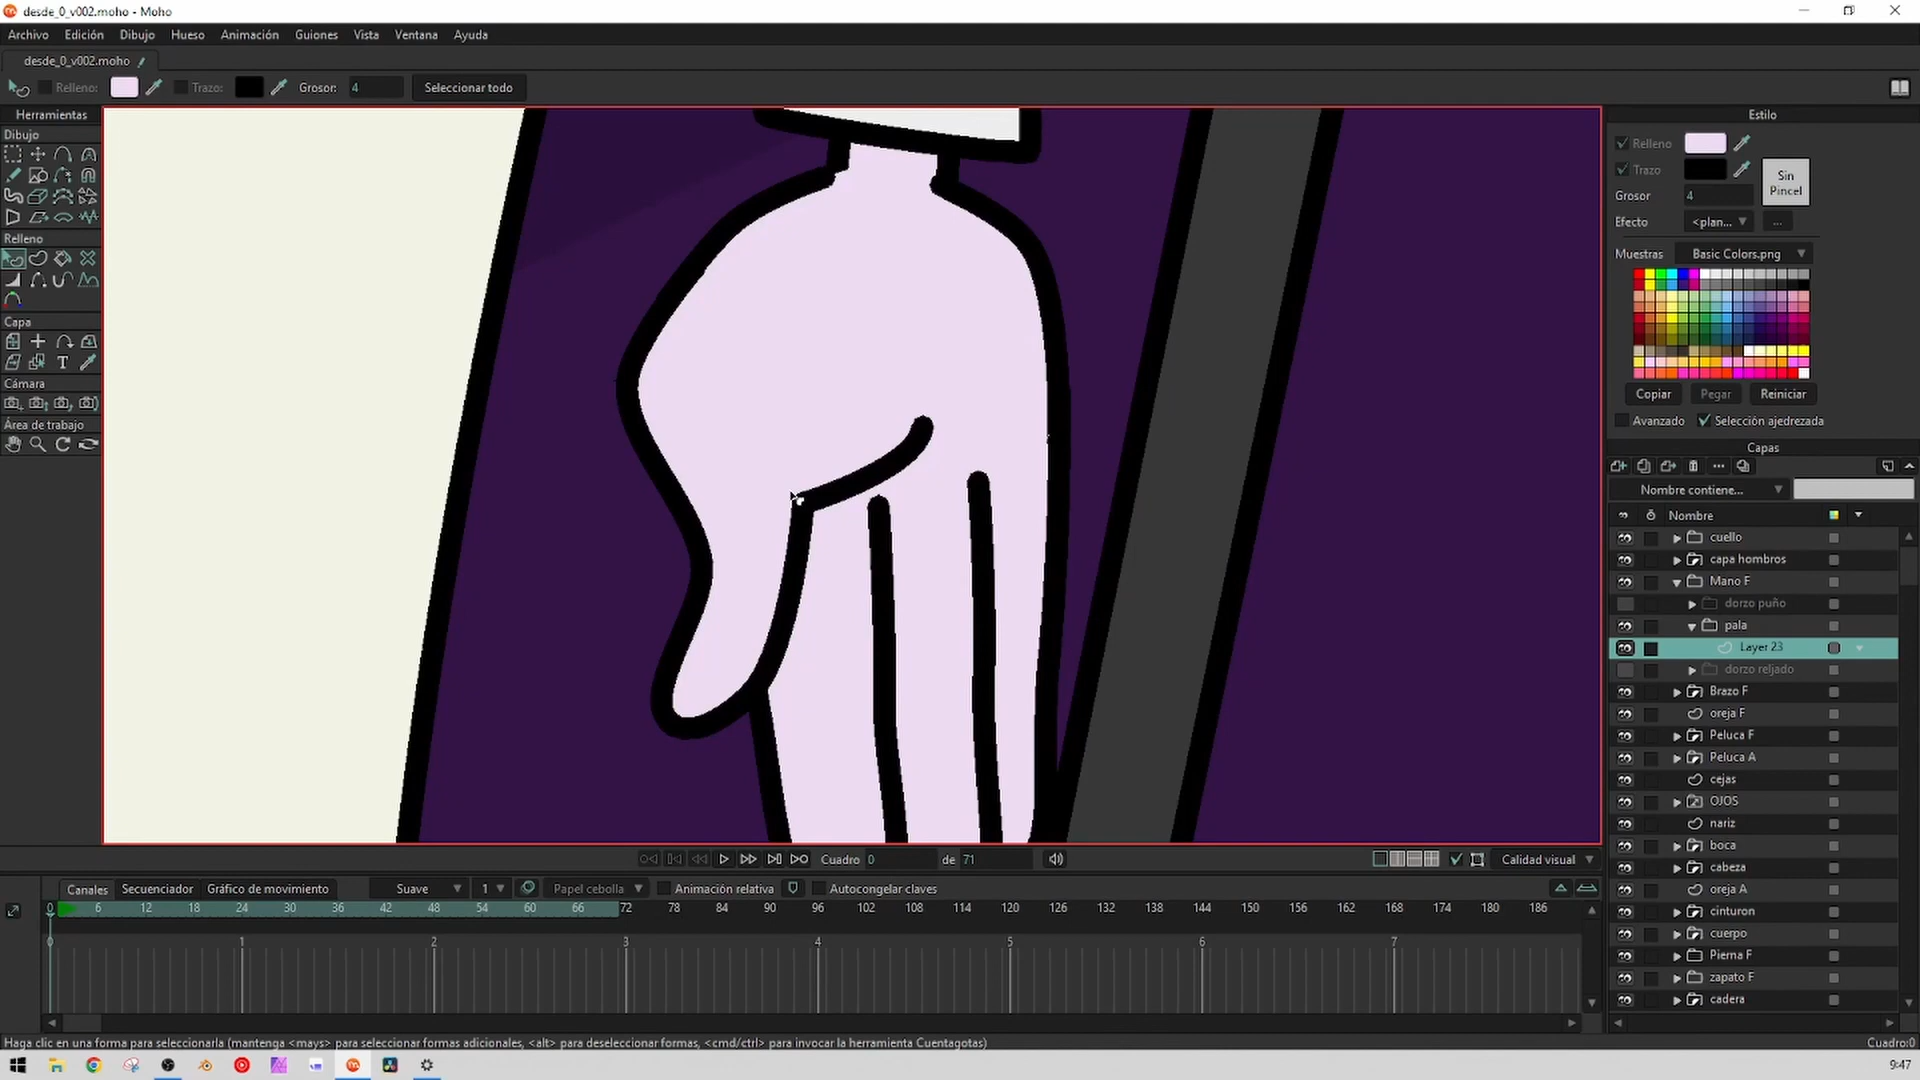 desde_0_v002.moho - Moho
Archivo Edición Dibujo Hueso Animación Guiones Vista Ventana Ayuda
desde_0_v002.moho
Relleno: Trazo: Grosor: 4 Seleccionar todo
Herramientas
Dibujo
Relleno
Capa
Cámara
Área de trabajo
Estilo
Relleno
Trazo
Sin Pincel
Grosor 4
Efecto <plan... ...
Muestras Basic Colors.png
Copiar Pegar Reiniciar
Avanzado Selección ajedrezada
Capas
Nombre contiene...
Nombre
cuello
capa hombros
Mano F
dorzo puño
pala
Layer 23
dorzo reljado
Brazo F
oreja F
Peluca F
Peluca A
cejas
OJOS
nariz
boca
cabeza
oreja A
cinturon
cuerpo
Pierna F
zapato F
cadera
Cuadro 0 de 71 Calidad visual
Canales Secuenciador Gráfico de movimiento Suave 1 Papel cebolla Animación relativa Autocongelar claves
0 6 12 18 24 30 36 42 48 54 60 66 72 78 84 90 96 102 108 114 120 126 132 138 144 150 156 162 168 174 180 186
0 1 2 3 4 5 6 7
Haga clic en una forma para seleccionarla (mantenga <mays> para seleccionar formas adicionales, <alt> para deseleccionar formas, <cmd/ctrl> para invocar la herramienta Cuentagotas) Cuadro:0
9:47